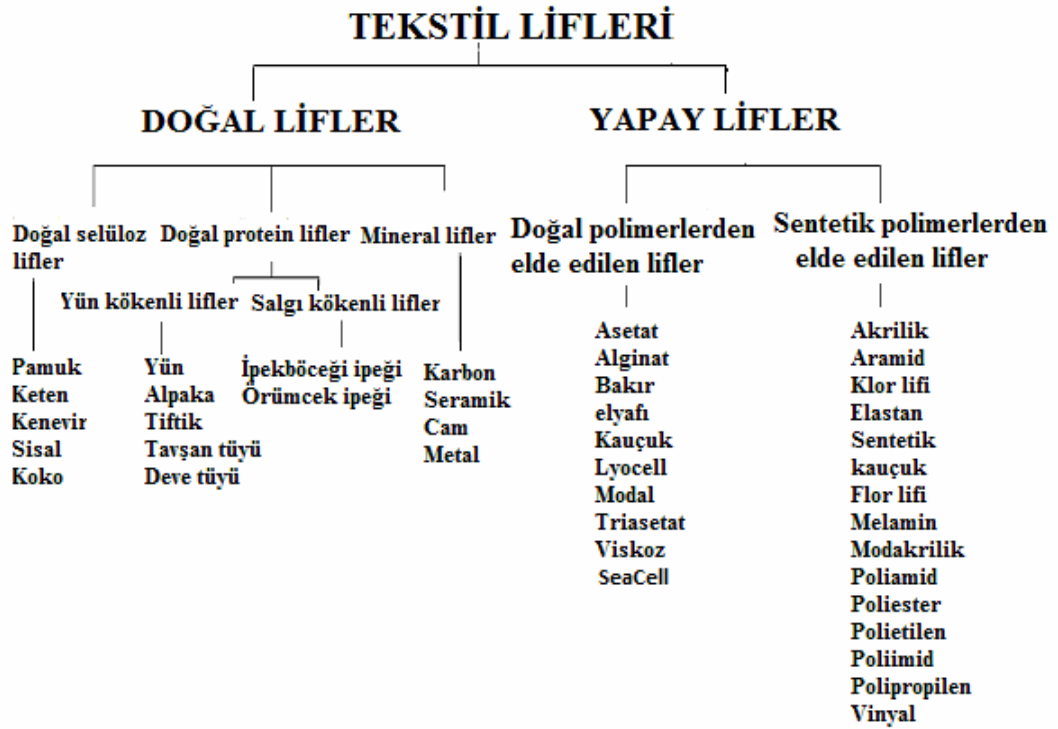 TEKSTİL LİFLERİ
DOĞAL LİFLER
YAPAY LİFLER
Doğal selüloz
lifler
Doğal protein lifler
Mineral lifler
Doğal polimerlerden
elde edilen lifler
Sentetik polimerlerden
elde edilen lifler
Yün kökenli lifler
Salgı kökenli lifler
Pamuk
Keten
Kenevir
Sisal
Koko
Yün
Alpaka
Tiftik
Tavşan tüyü
Deve tüyü
İpekböceği ipeği
Örümcek ipeği
Karbon
Seramik
Cam
Metal
Asetat
Alginat
Bakır
elyafı
Kauçuk
Lyocell
Modal
Triasetat
Viskoz
SeaCell
Akrilik
Aramid
Klor lifi
Elastan
Sentetik
kauçuk
Flor lifi
Melamin
Modakrilik
Poliamid
Poliester
Polietilen
Poliimid
Polipropilen
Vinyal